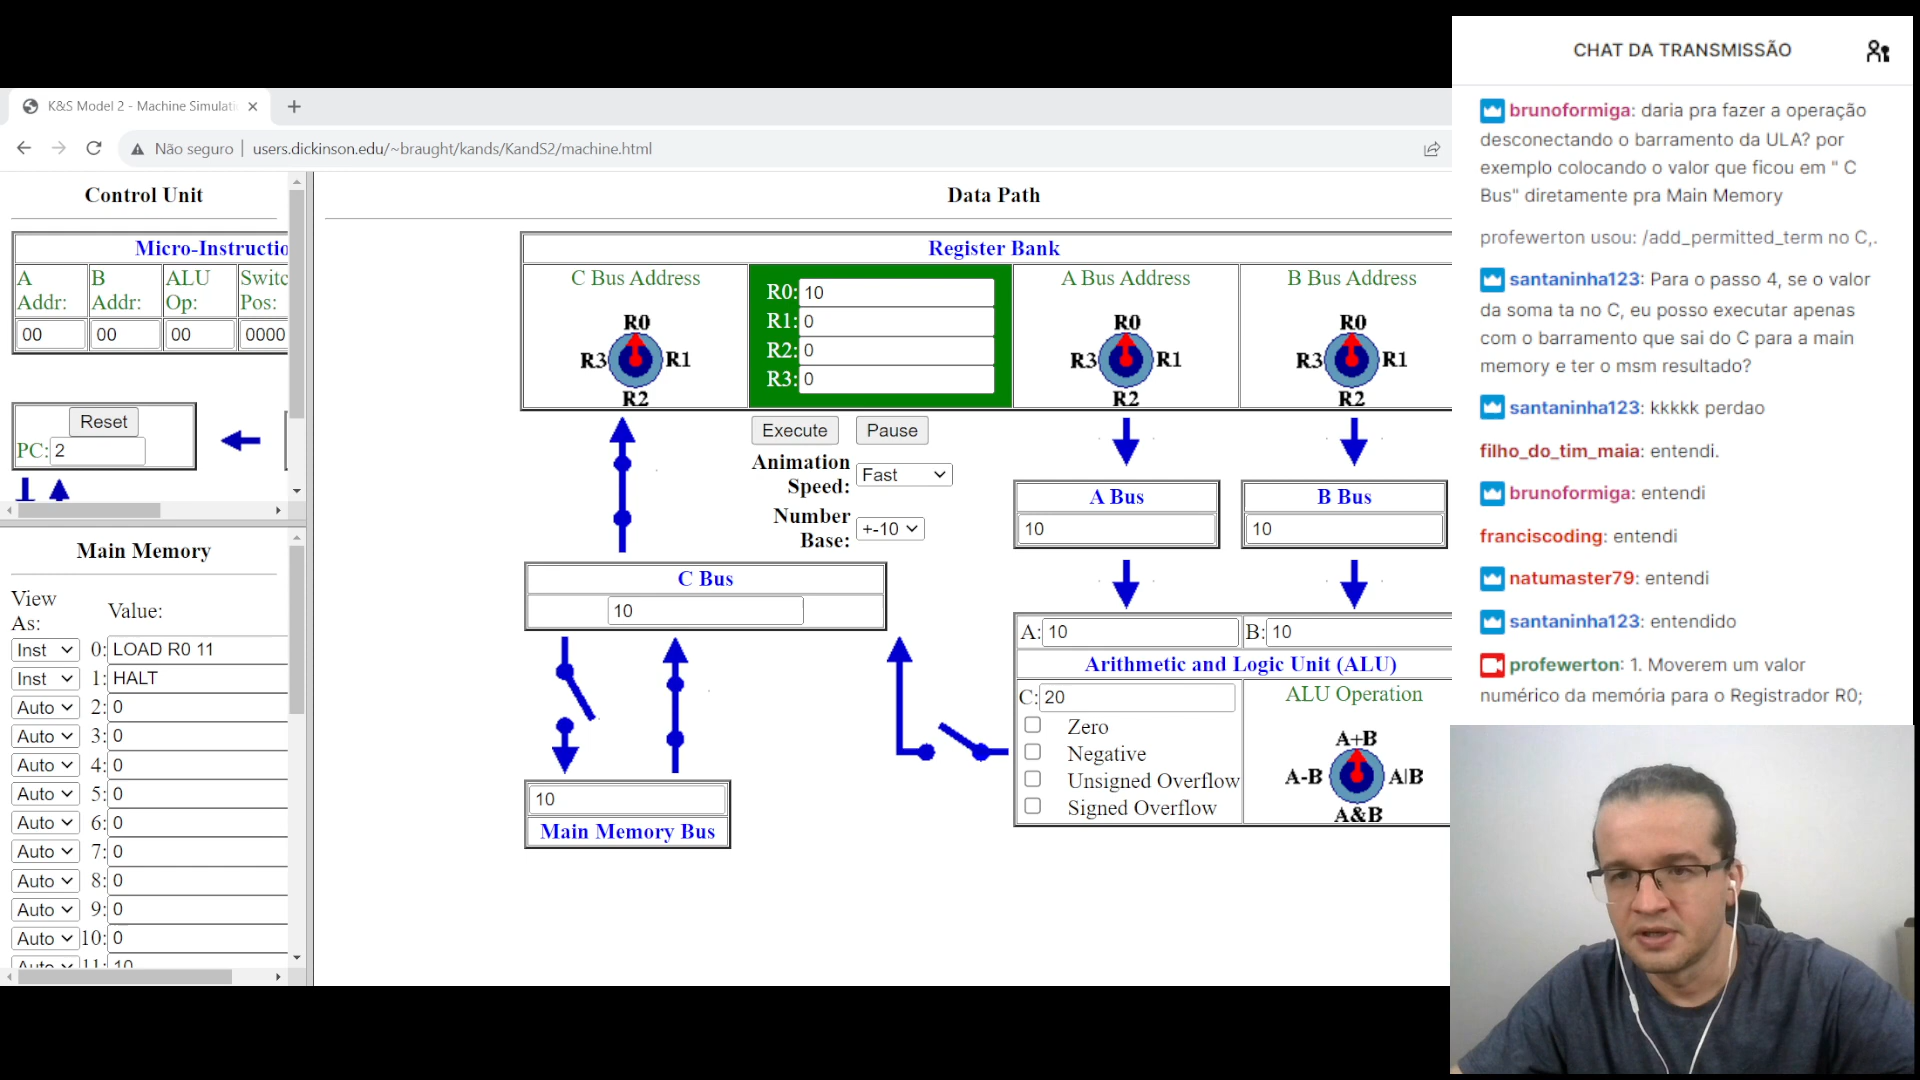 K&S Model 2 - Machine Simulati
Não seguro
users.dickinson.edu/~braught/kands/KandS2/machine.html
Control Unit
Micro-Instructio
A Addr:
B Addr:
ALU Op:
Switc
Pos:
00
00
00
0000
Reset
PC: 2
Main Memory
View As:
Value:
Inst 0: LOAD R0 11
Inst 1: HALT
Auto 2: 0
Auto 3: 0
Auto 4: 0
Auto 5: 0
Auto 6: 0
Auto 7: 0
Auto 8: 0
Auto 9: 0
Auto 10: 0
Auto 11: 10
Data Path
Register Bank
C Bus Address
R0
R3
R1
R2
R0: 10
R1: 0
R2: 0
R3: 0
A Bus Address
R0
R3
R1
R2
B Bus Address
R0
R3
R1
R2
Execute
Pause
Animation Speed:
Fast
Number Base:
+-10
A Bus
10
B Bus
10
C Bus
10
A: 10
B: 10
Arithmetic and Logic Unit (ALU)
C: 20
Zero
Negative
Unsigned Overflow
Signed Overflow
ALU Operation
A+B
A-B
A|B
A&B
10
Main Memory Bus
CHAT DA TRANSMISSÃO
brunoformiga: daria pra fazer a operação
desconectando o barramento da ULA? por
exemplo colocando o valor que ficou em " C
Bus" diretamente pra Main Memory
profewerton usou: /add_permitted_term no C,.
santaninha123: Para o passo 4, se o valor
da soma ta no C, eu posso executar apenas
com o barramento que sai do C para a main
memory e ter o msm resultado?
santaninha123: kkkkk perdao
filho_do_tim_maia: entendi.
brunoformiga: entendi
franciscoding: entendi
natumaster79: entendi
santaninha123: entendido
profewerton: 1. Moverem um valor
numérico da memória para o Registrador R0;